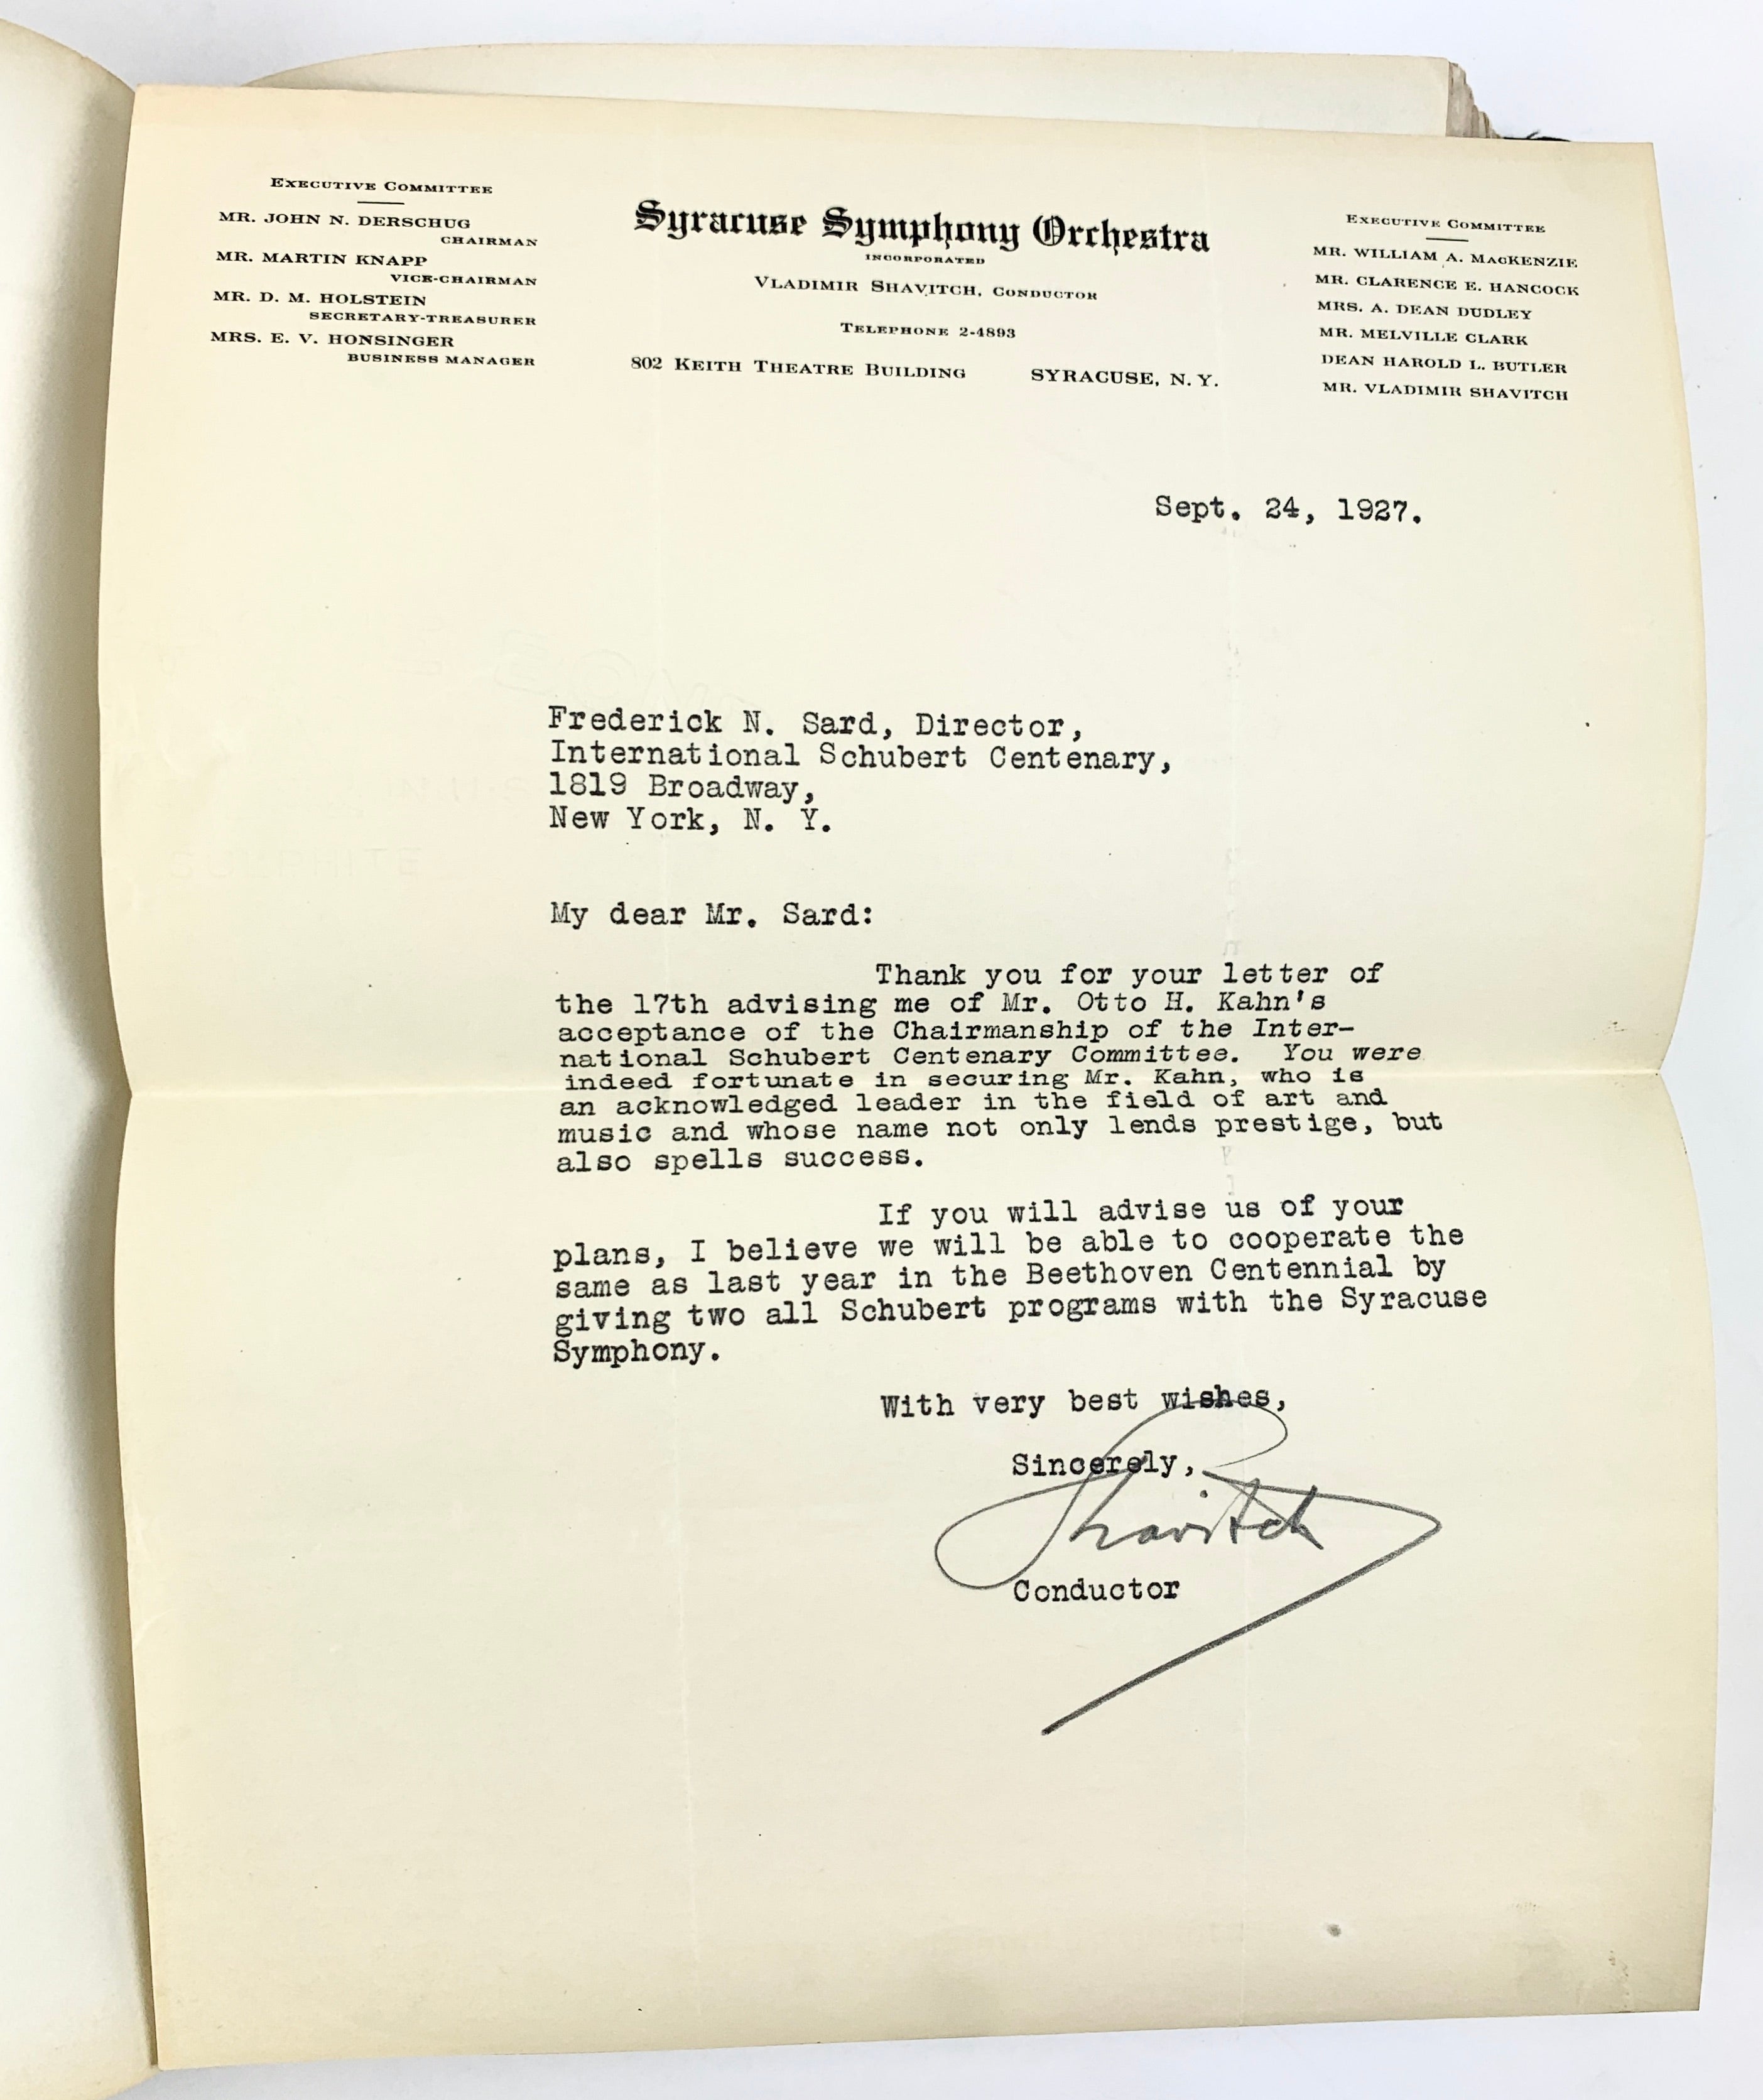 EXECUTIVE COMMITTEE
MR. JOHN N. DERSCHUG
CHAIRMAN
MR. MARTIN KNAPP
VICE-CHAIRMAN
MR. D. M. HOLSTEIN
SECRETARY-TREASURER
MRS. E. V. HONSINGER
BUSINESS MANAGER
Syracuse Symphony Orchestra
INCORPORATED
VLADIMIR SHAVITCH, CONDUCTOR
TELEPHONE 2-4893
802 KEITH THEATRE BUILDING SYRACUSE, N. Y.
EXECUTIVE COMMITTEE
MR. WILLIAM A. MACKENZIE
MR. CLARENCE E. HANCOCK
MRS. A. DEAN DUDLEY
MR. MELVILLE CLARK
DEAN HAROLD L. BUTLER
MR. VLADIMIR SHAVITCH
Sept. 24, 1927.
Frederick N. Sard, Director,
International Schubert Centenary,
1819 Broadway,
New York, N. Y.
My dear Mr. Sard:
Thank you for your letter of
the 17th advising me of Mr. Otto H. Kahn's
acceptance of the Chairmanship of the Inter-
national Schubert Centenary Committee. You were
indeed fortunate in securing Mr. Kahn, who is
an acknowledged leader in the field of art and
music and whose name not only lends prestige, but
also spells success.
If you will advise us of your
plans, I believe we will be able to cooperate the
same as last year in the Beethoven Centennial by
giving two all Schubert programs with the Syracuse
Symphony.
With very best wishes,
Sincerely,
Shavitch
Conductor